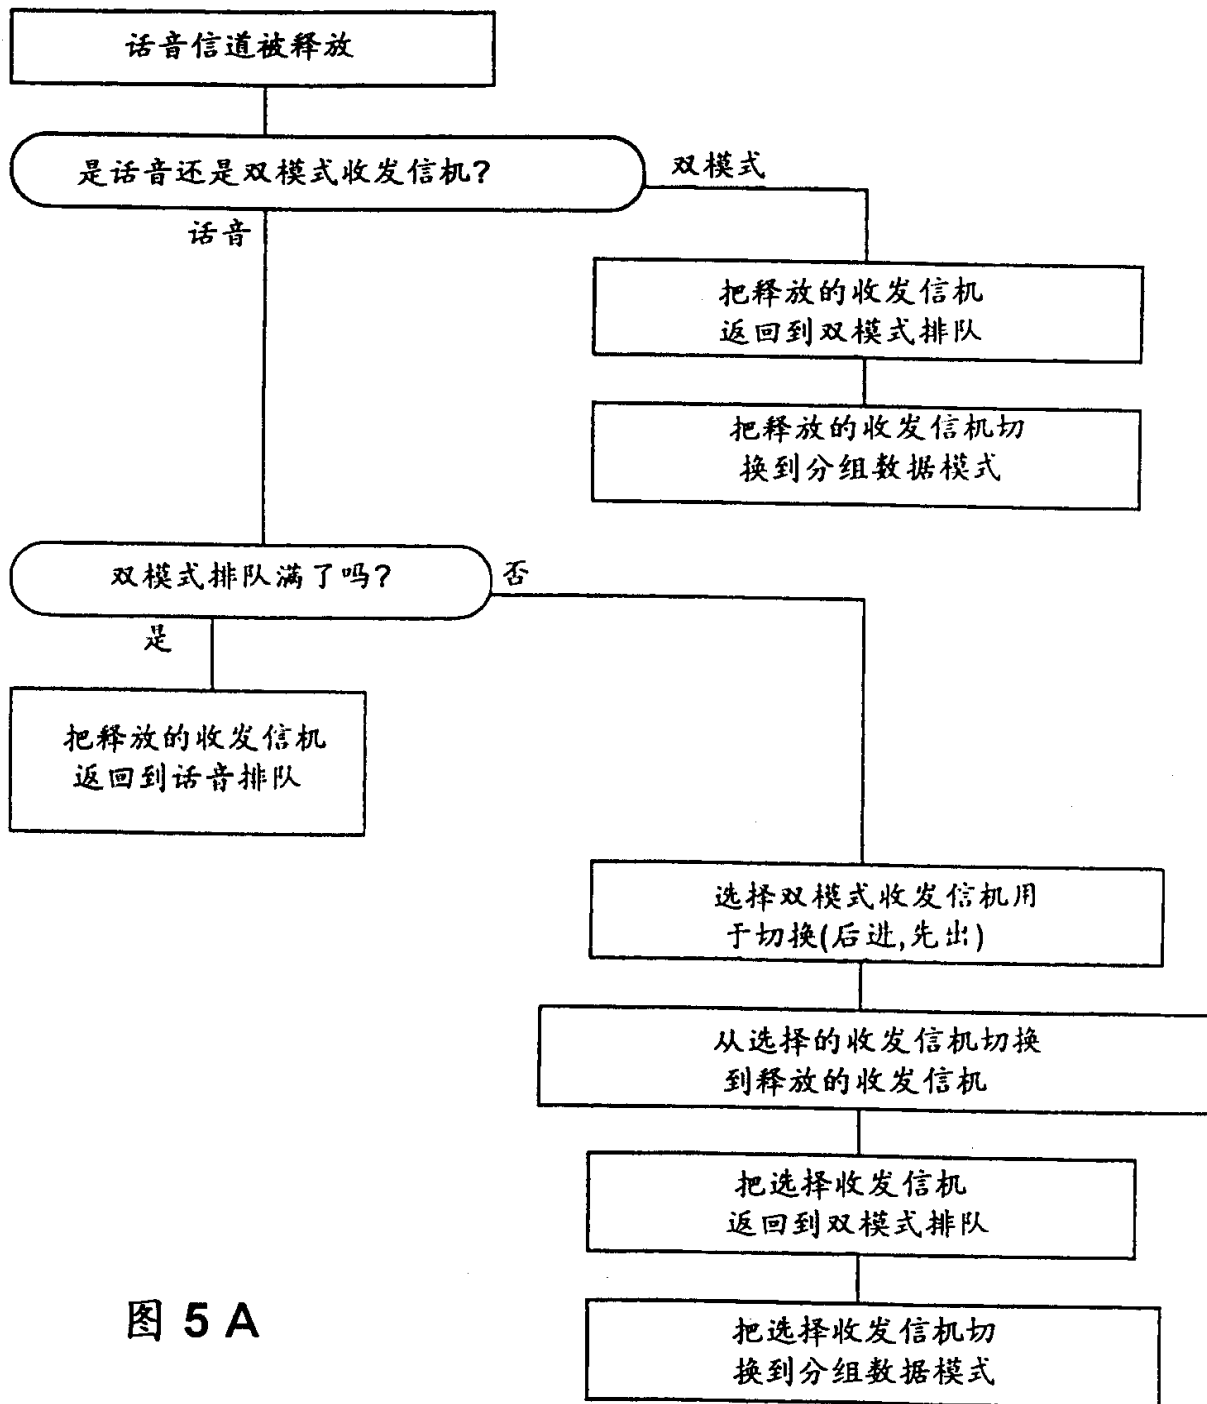 话音信道被释放
是话音还是双模式收发信机?
双模式
话音
把释放的收发信机
返回到双模式排队
把释放的收发信机切
换到分组数据模式
双模式排队满了吗?
否
是
把释放的收发信机
返回到话音排队
选择双模式收发信机用
于切换(后进,先出)
从选择的收发信机切换
到释放的收发信机
把选择收发信机
返回到双模式排队
把选择收发信机切
换到分组数据模式
图 5 A